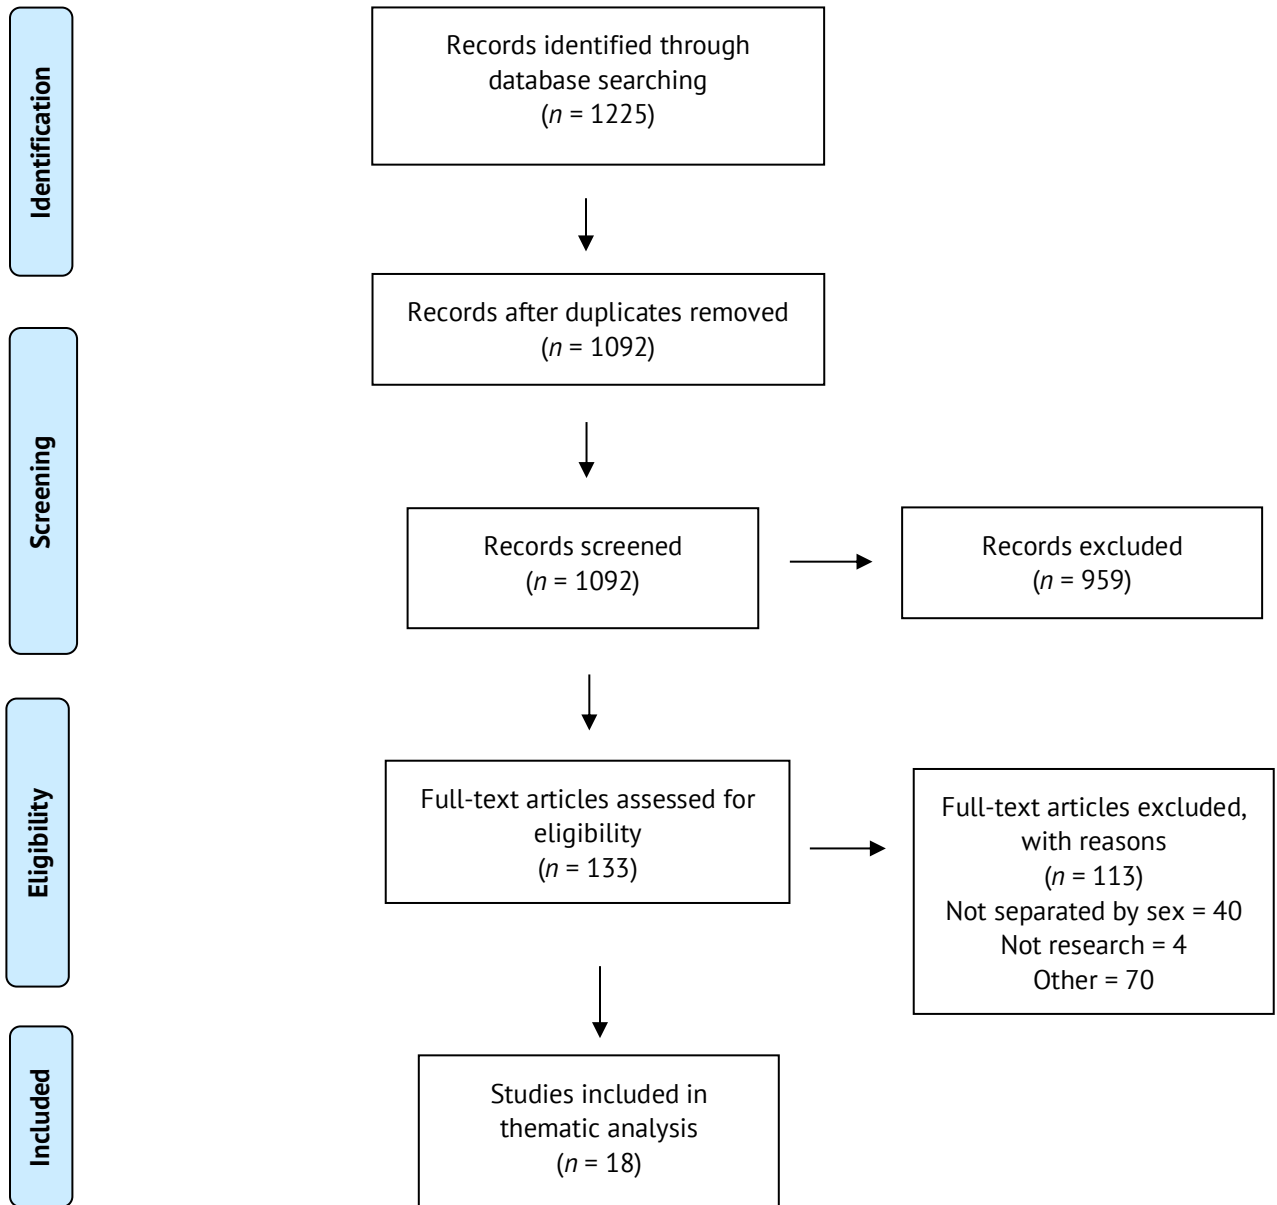 Identification
Records identified through
database searching
(n = 1225)
Records after duplicates removed
(n = 1092)
Screening
Records screened
(n = 1092)
Records excluded
(n = 959)
Eligibility
Full-text articles assessed for
eligibility
(n = 133)
Full-text articles excluded,
with reasons
(n = 113)
Not separated by sex = 40
Not research = 4
Other = 70
Included
Studies included in
thematic analysis
(n = 18)